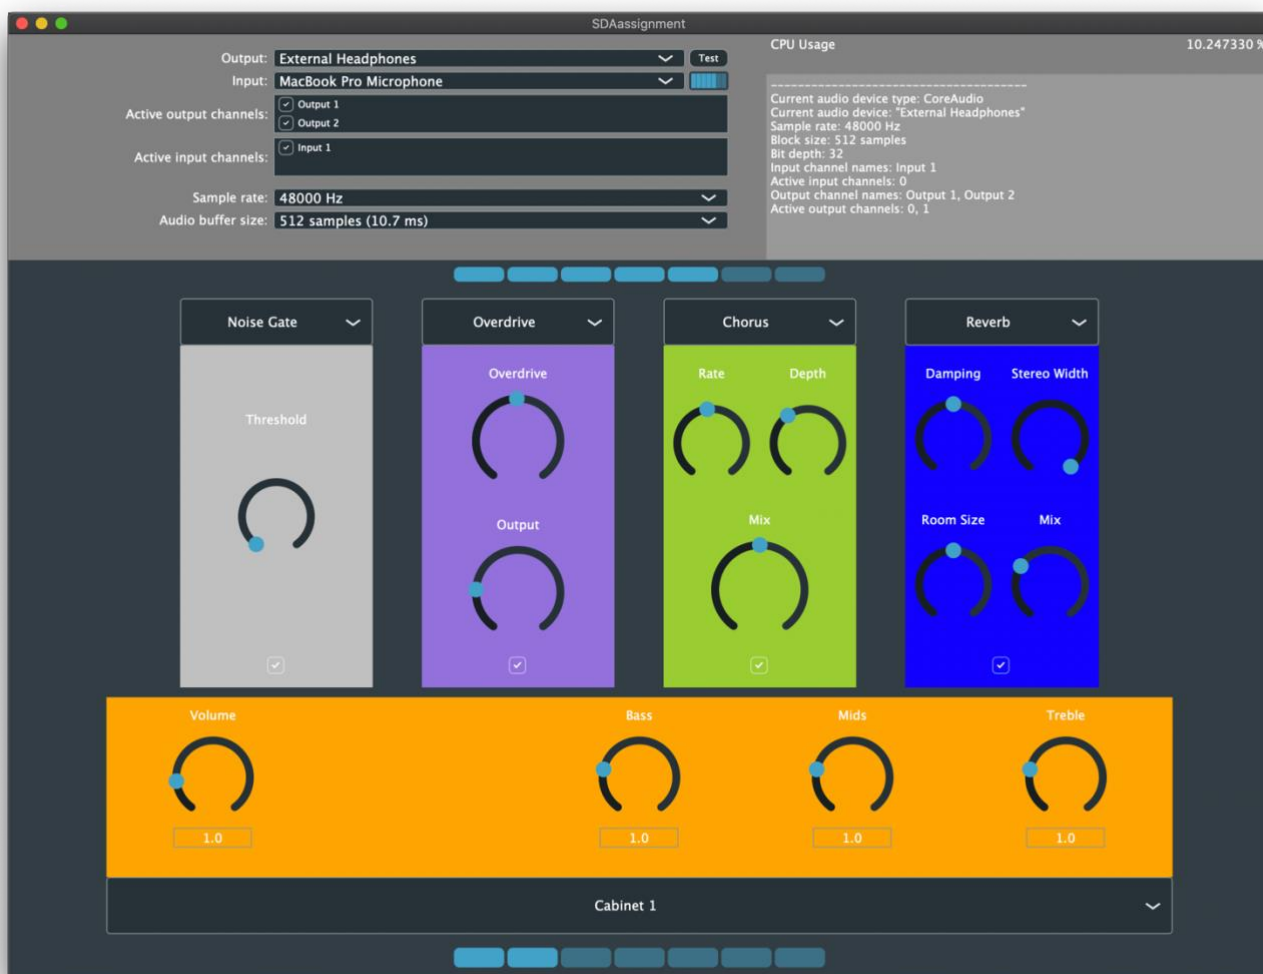 SDAassignment
Output: External Headphones Test
Input: MacBook Pro Microphone
Active output channels: Output 1
Output 2
Active input channels: Input 1
Sample rate: 48000 Hz
Audio buffer size: 512 samples (10.7 ms)
CPU Usage 10.247330 %
--------------------------------------
Current audio device type: CoreAudio
Current audio device: "External Headphones"
Sample rate: 48000 Hz
Block size: 512 samples
Bit depth: 32
Input channel names: Input 1
Active input channels: 0
Output channel names: Output 1, Output 2
Active output channels: 0, 1
Noise Gate
Threshold
Overdrive
Overdrive
Output
Chorus
Rate Depth
Mix
Reverb
Damping Stereo Width
Room Size Mix
Volume Bass Mids Treble
1.0 1.0 1.0 1.0
Cabinet 1